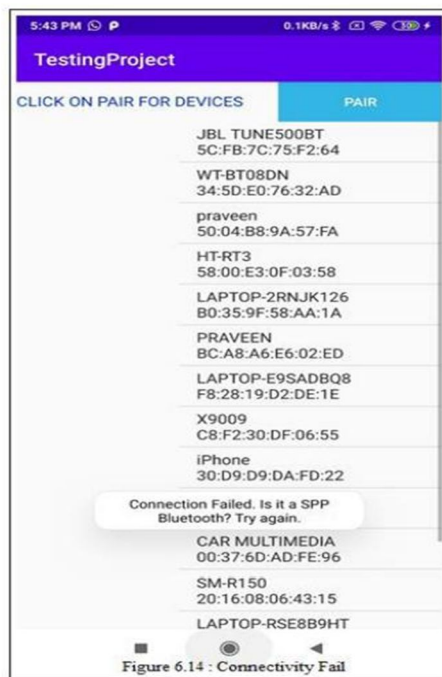 5:43 PM P 0.1KB/s 30
TestingProject
CLICK ON PAIR FOR DEVICES PAIR
JBL TUNE500BT
5C:FB:7C:75:F2:64
WT-BT08DN
34:5D:E0:76:32:AD
praveen
50:04:B8:9A:57:FA
HT-RT3
58:00:E3:0F:03:58
LAPTOP-2RNJK126
B0:35:9F:58:AA:1A
PRAVEEN
BC:A8:A6:E6:02:ED
LAPTOP-E9SADBQ8
F8:28:19:D2:DE:1E
X9009
C8:F2:30:DF:06:55
iPhone
30:D9:D9:DA:FD:22
Connection Failed. Is it a SPP
Bluetooth? Try again.
CAR MULTIMEDIA
00:37:6D:AD:FE:96
SM-R150
20:16:08:06:43:15
LAPTOP-RSE8B9HT
Figure 6.14 : Connectivity Fail